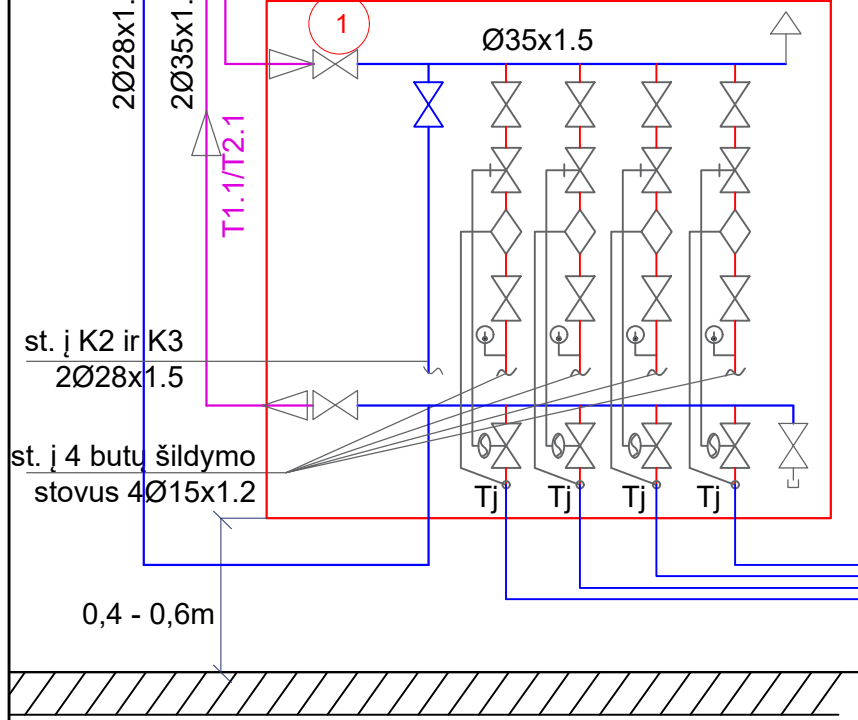 2Ø28x1.
2Ø35x1.
T1.1/T2.1
1
Ø35x1.5
st. į K2 ir K3
2Ø28x1.5
st. į 4 butų šildymo
stovus 4Ø15x1.2
Tj Tj Tj Tj
0,4 - 0,6m